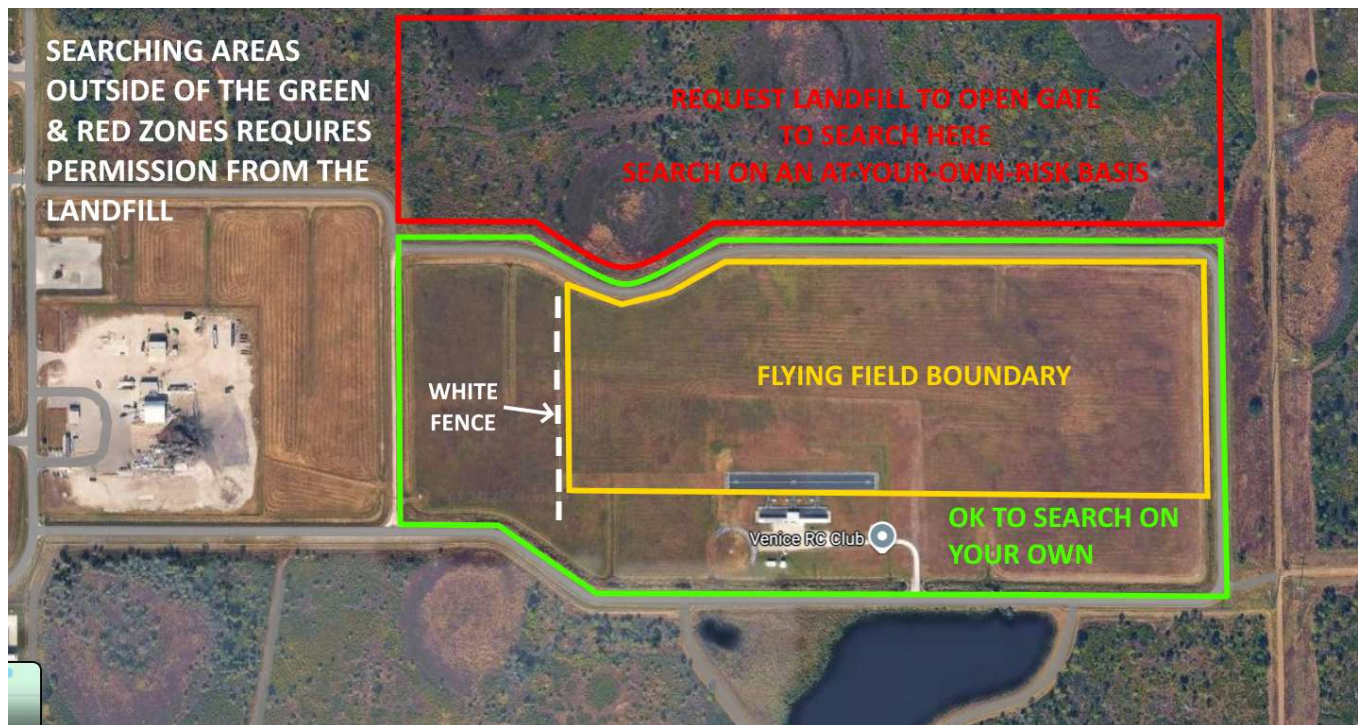 SEARCHING AREAS
OUTSIDE OF THE GREEN
& RED ZONES REQUIRES
PERMISSION FROM THE
LANDFILL
REQUEST LANDFILL TO OPEN GATE
TO SEARCH HERE
SEARCH ON AN AT-YOUR-OWN-RISK BASIS
WHITE
FENCE
FLYING FIELD BOUNDARY
OK TO SEARCH ON
YOUR OWN
Venice RC Club